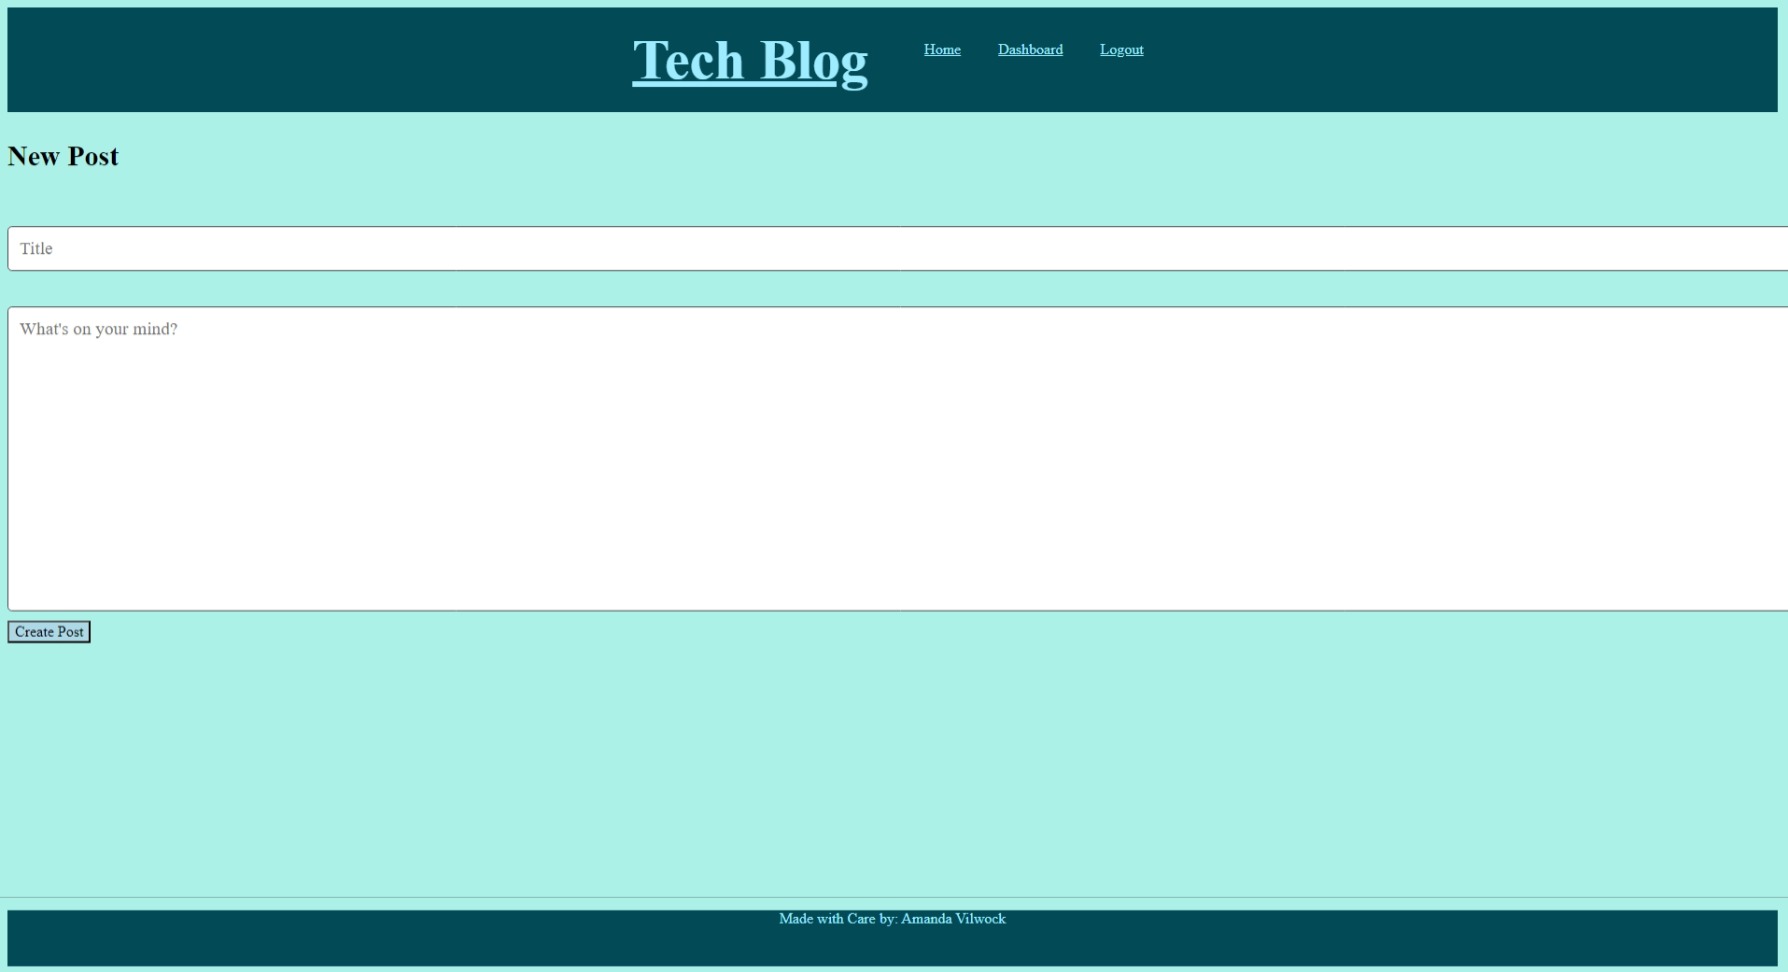 Tech Blog
Home Dashboard Logout
New Post
Title
What's on your mind?
Create Post
Made with Care by: Amanda Vilwock